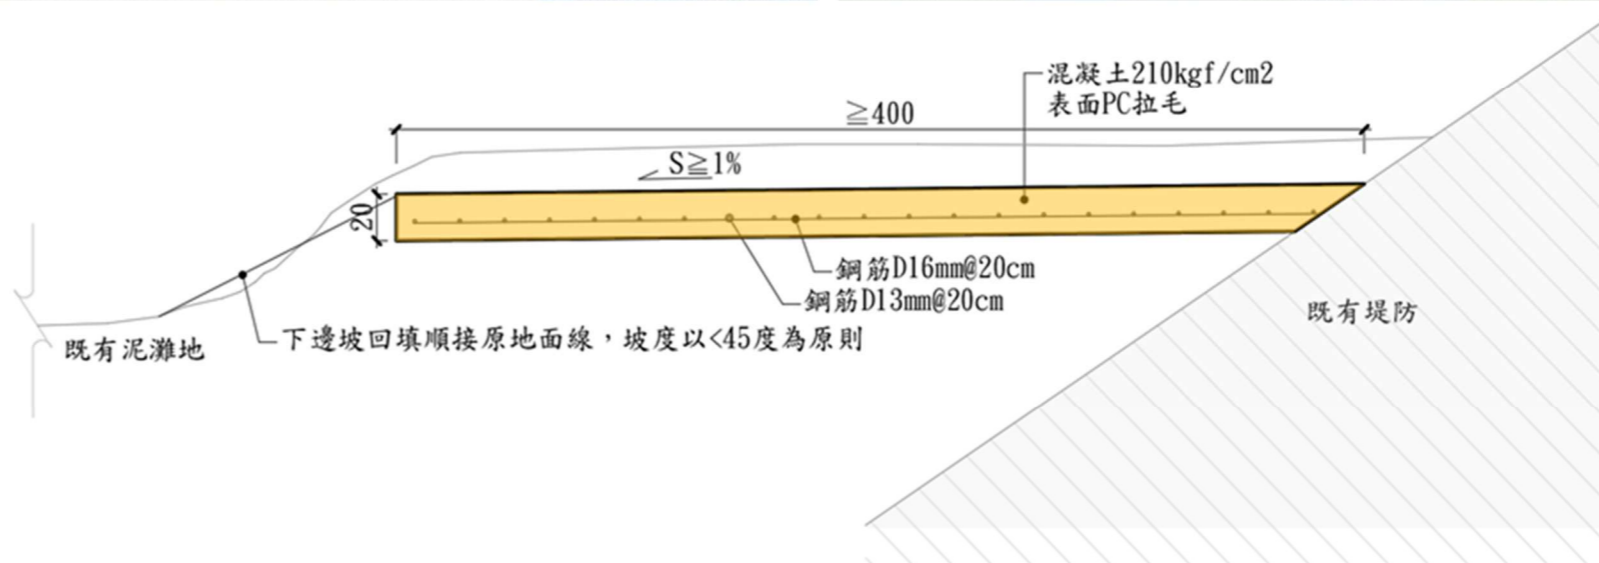 混凝土210kgf/cm2
表面PC拉毛
≧400
S≧1%
20
鋼筋D16mm@20cm
鋼筋D13mm@20cm
既有堤防
下邊坡回填順接原地面線，坡度以<45度為原則
既有泥灘地